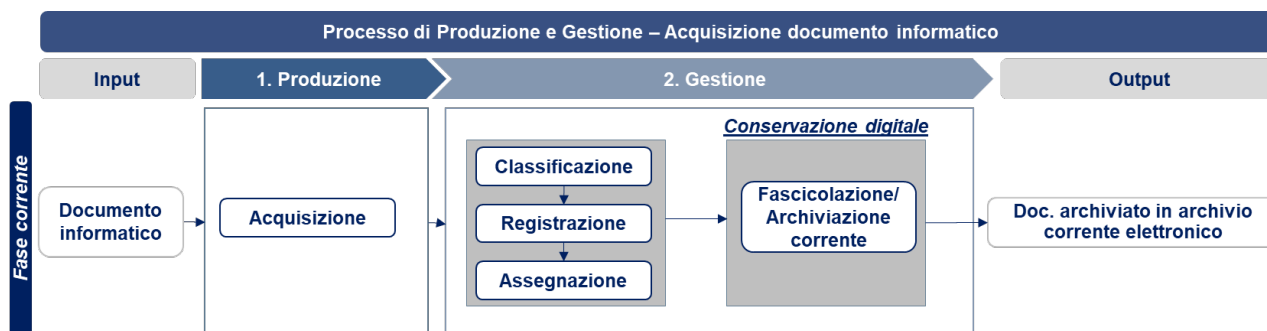 Processo di Produzione e Gestione – Acquisizione documento informatico
Input
1. Produzione
2. Gestione
Output
Fase corrente
Documento
informatico
Acquisizione
Classificazione
Registrazione
Assegnazione
Conservazione digitale
Fascicolazione/
Archiviazione
corrente
Doc. archiviato in archivio
corrente elettronico